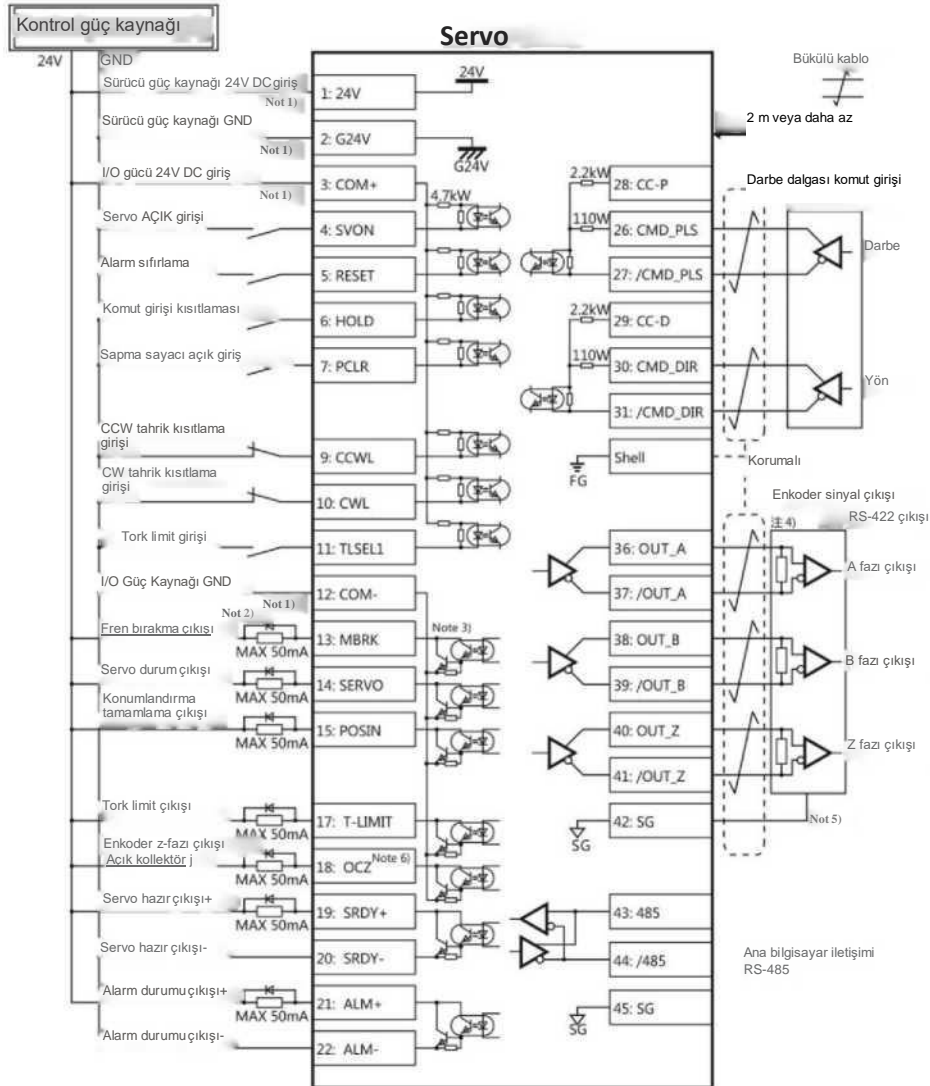 Kontrol güç kaynağı
Servo
24V
GND
Sürücü güç kaynağı 24V DC giriş
Not 1)
1: 24V
24V
Sürücü güç kaynağı GND
Not 1)
2: G24V
G24V
I/O gücü 24V DC giriş
Not 1)
3: COM+
4.7kW
Servo AÇIK girişi
4: SVON
Alarm sıfırlama
5: RESET
Komut girişi kısıtlaması
6: HOLD
Sapma sayacı açık giriş
7: PCLR
CCW tahrik kısıtlama
girişi
9: CCWL
CW tahrik kısıtlama
girişi
10: CWL
Tork limit girişi
11: TLSEL1
I/O Güç Kaynağı GND
Not 1)
12: COM-
Not 2)
Fren bırakma çıkışı
MAX 50mA
13: MBRK
Note 3)
Servo durum çıkışı
MAX 50mA
14: SERVO
Konumlandırma
tamamlama çıkışı
MAX 50mA
15: POSIN
Tork limit çıkışı
MAX 50mA
17: T-LIMIT
Enkoder z-fazı çıkışı
Açık kollektör j
MAX 50mA
18: OCZ
Note 6)
Servo hazır çıkışı+
MAX 50mA
19: SRDY+
Servo hazır çıkışı-
20: SRDY-
Alarm durumu çıkışı+
MAX 50mA
21: ALM+
Alarm durumu çıkışı-
22: ALM-
Bükülü kablo
2 m veya daha az
Darbe dalgası komut girişi
2.2kW
28: CC-P
110W
26: CMD_PLS
27: /CMD_PLS
Darbe
2.2kW
29: CC-D
110W
30: CMD_DIR
31: /CMD_DIR
Yön
Shell
FG
Korumalı
Enkoder sinyal çıkışı
RS-422 çıkışı
注 4)
36: OUT_A
37: /OUT_A
A fazı çıkışı
38: OUT_B
39: /OUT_B
B fazı çıkışı
40: OUT_Z
41: /OUT_Z
Z fazı çıkışı
42: SG
SG
Not 5)
43: 485
44: /485
Ana bilgisayar iletişimi
RS-485
45: SG
SG